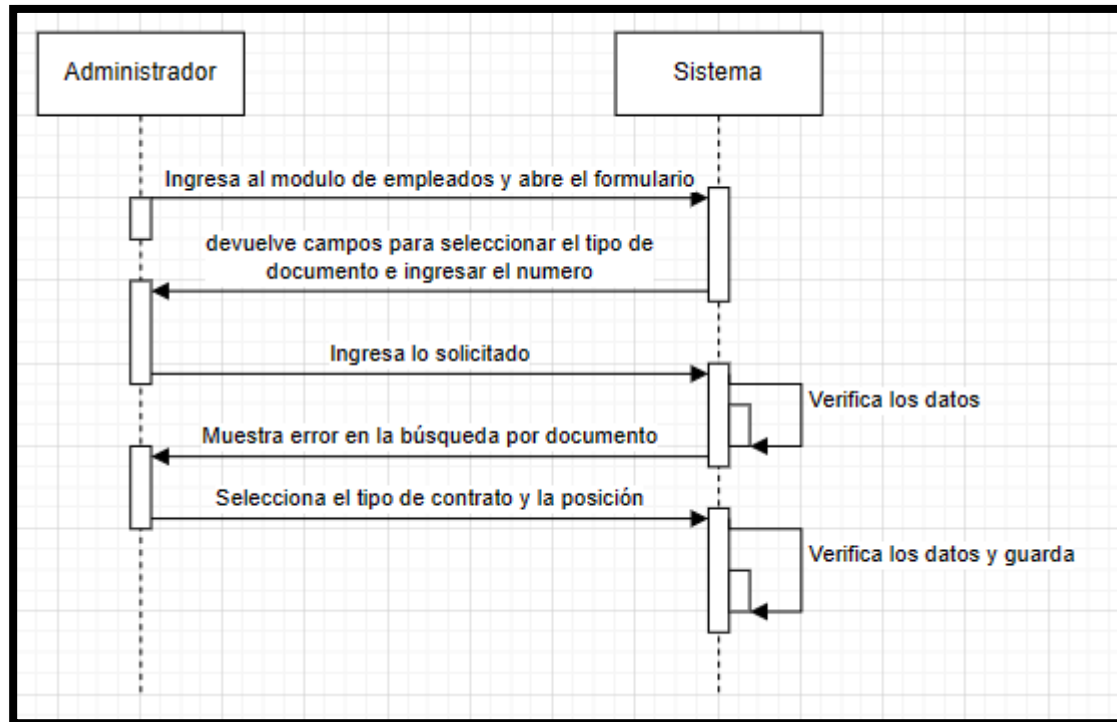 Administrador
Sistema
Ingresa al modulo de empleados y abre el formulario
devuelve campos para seleccionar el tipo de
documento e ingresar el numero
Ingresa lo solicitado
Verifica los datos
Muestra error en la búsqueda por documento
Selecciona el tipo de contrato y la posición
Verifica los datos y guarda